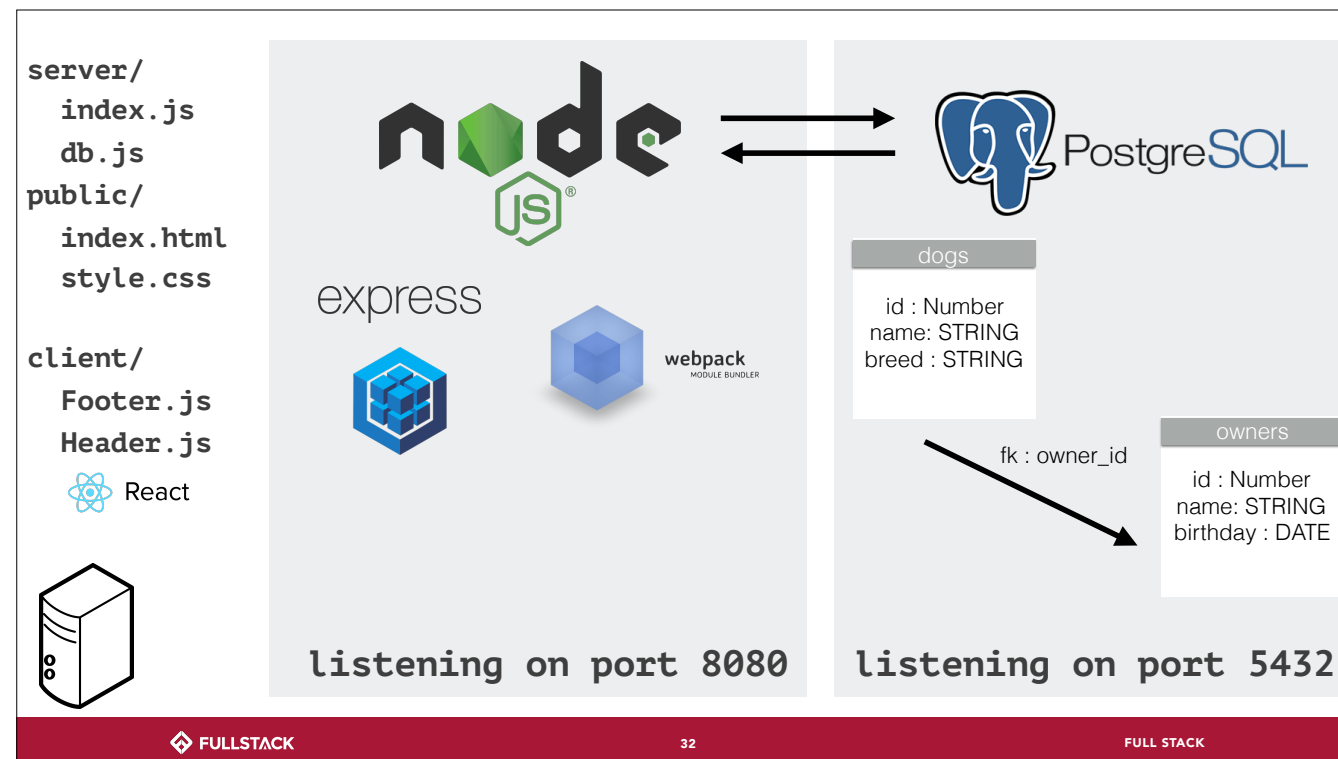 server/
index.js
db.js
public/
index.html
style.css
client/
Footer.js
Header.js
React
node
JS®
express
webpack
MODULE BUNDLER
listening on port 8080
PostgreSQL
dogs
id : Number
name: STRING
breed : STRING
fk : owner_id
owners
id : Number
name: STRING
birthday : DATE
listening on port 5432
FULLSTACK
32
FULL STACK